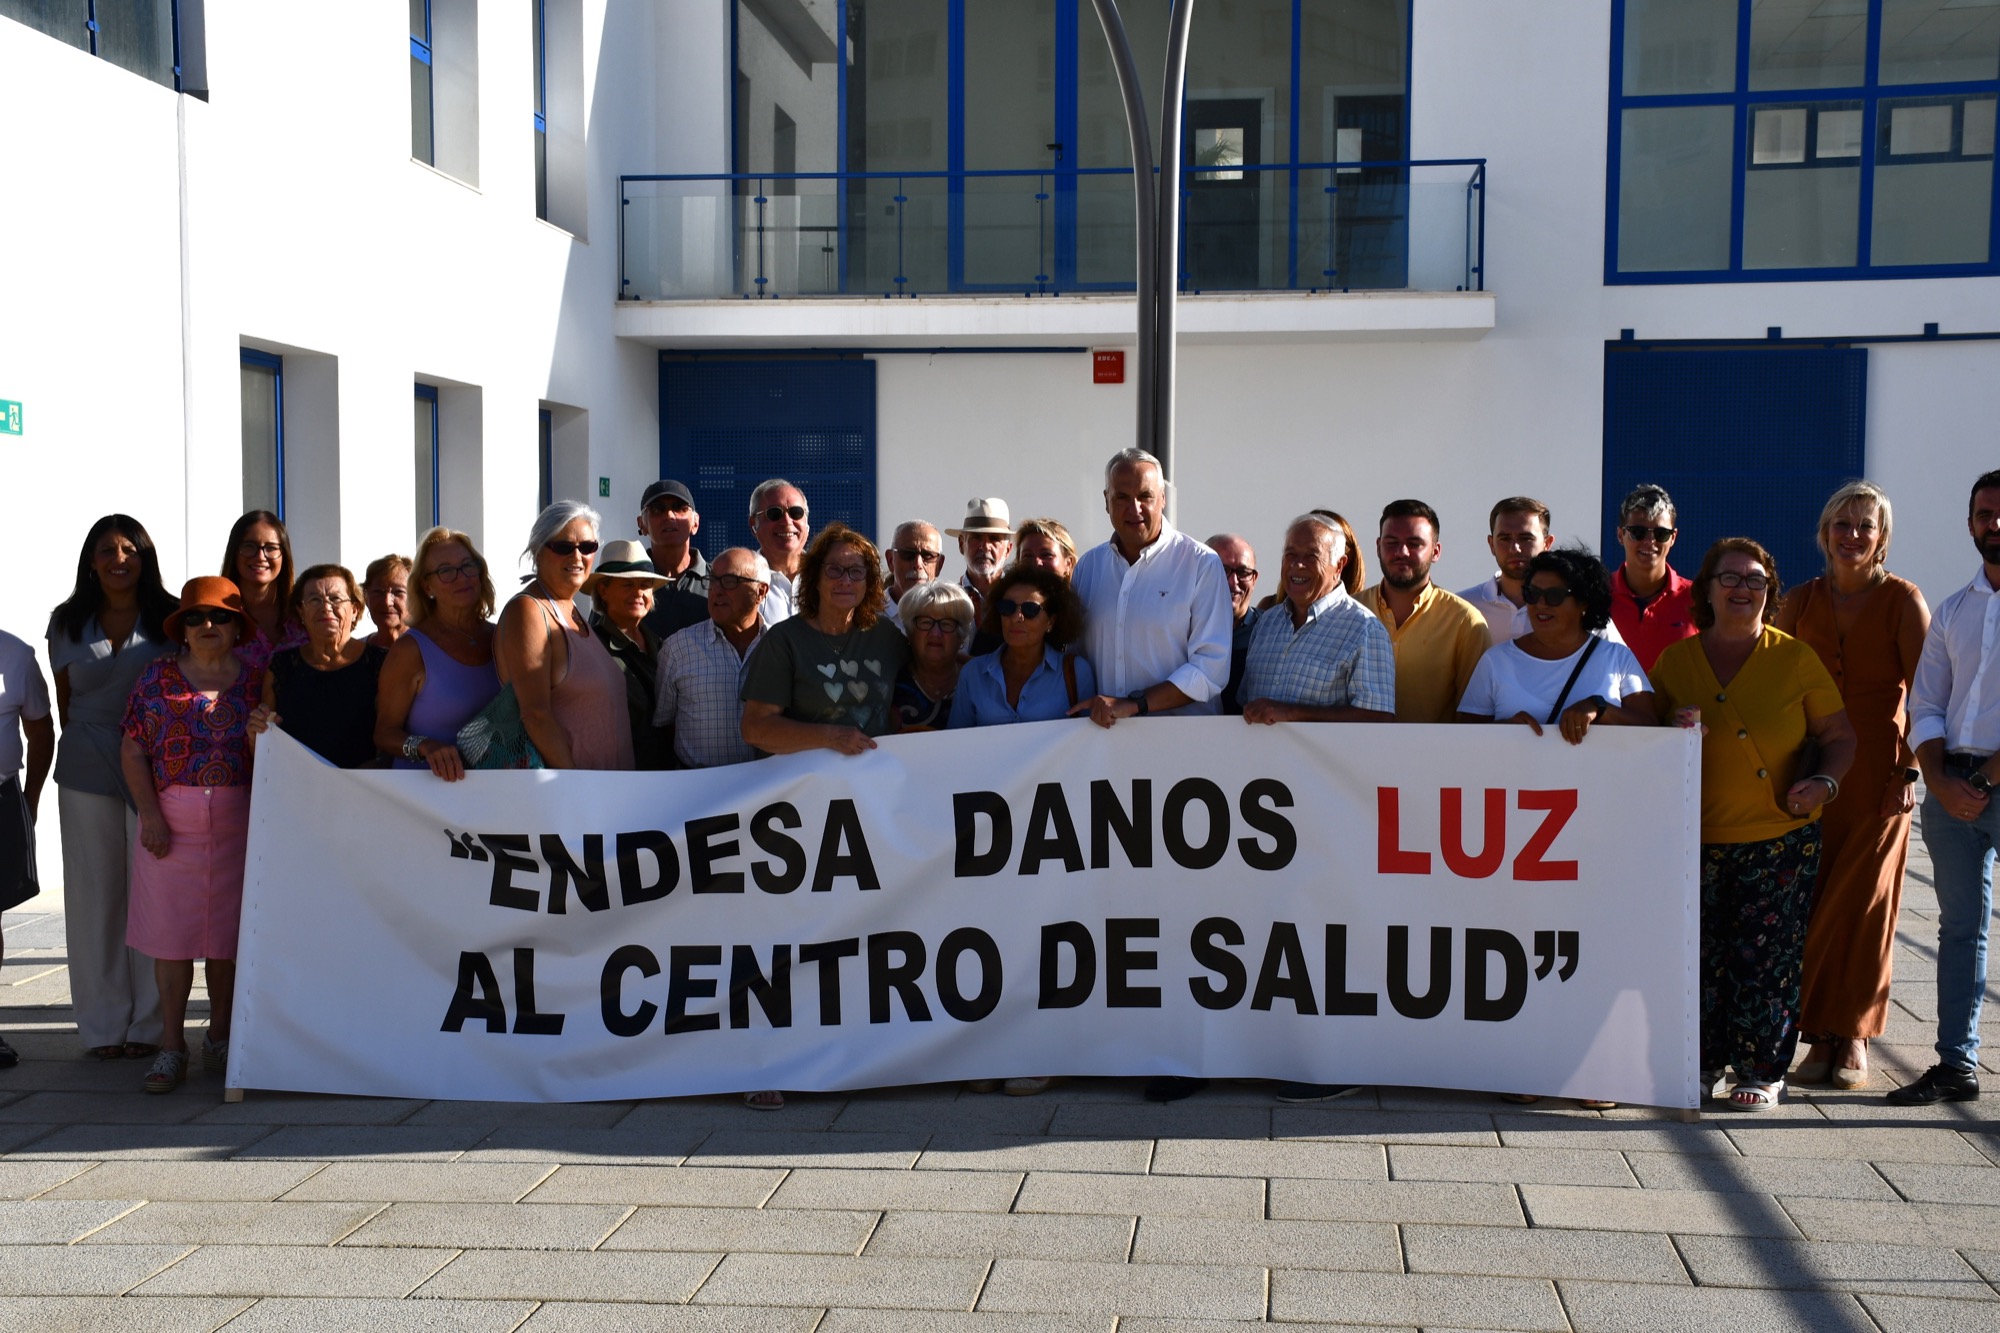 “ENDESA DANOS LUZ
AL CENTRO DE SALUD”